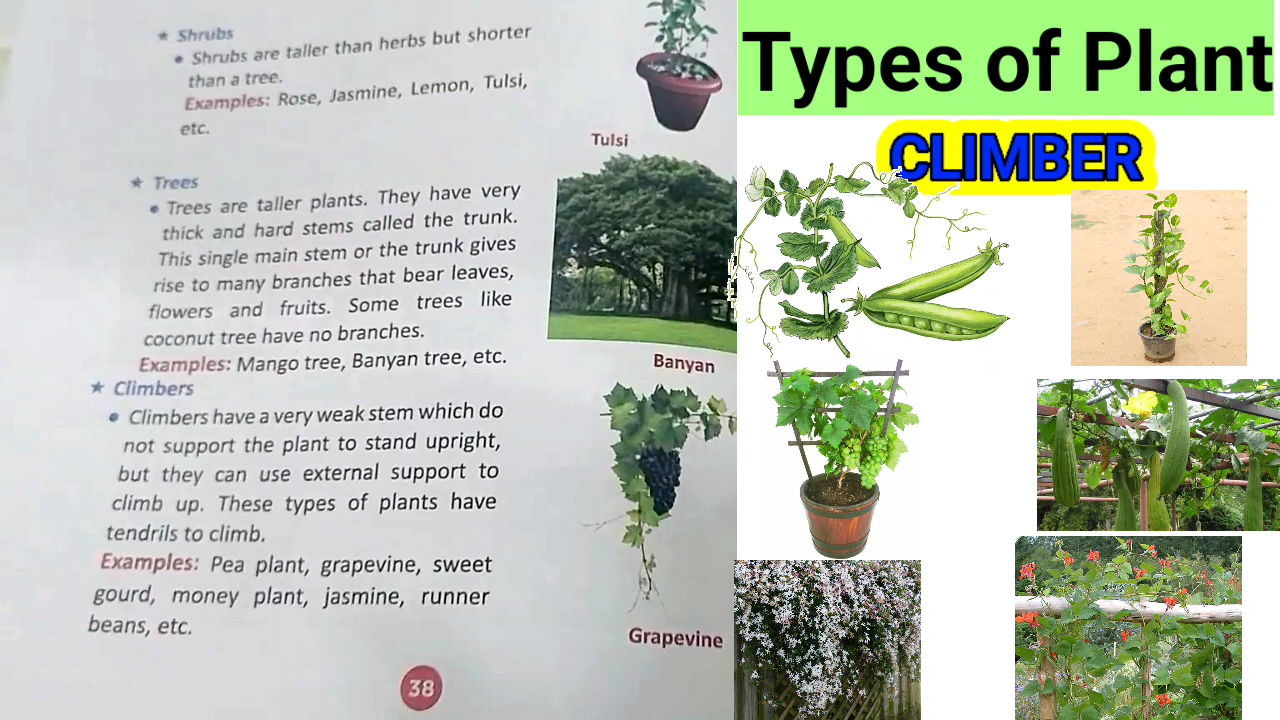 ★ Shrubs
• Shrubs are taller than herbs but shorter
than a tree.
Examples: Rose, Jasmine, Lemon, Tulsi,
etc.
Tulsi
★ Trees
• Trees are taller plants. They have very
thick and hard stems called the trunk.
This single main stem or the trunk gives
rise to many branches that bear leaves,
flowers and fruits. Some trees like
coconut tree have no branches.
Examples: Mango tree, Banyan tree, etc.
Banyan
★ Climbers
• Climbers have a very weak stem which do
not support the plant to stand upright,
but they can use external support to
climb up. These types of plants have
tendrils to climb.
Examples: Pea plant, grapevine, sweet
gourd, money plant, jasmine, runner
beans, etc.
Grapevine
38
Types of Plant
CLIMBER